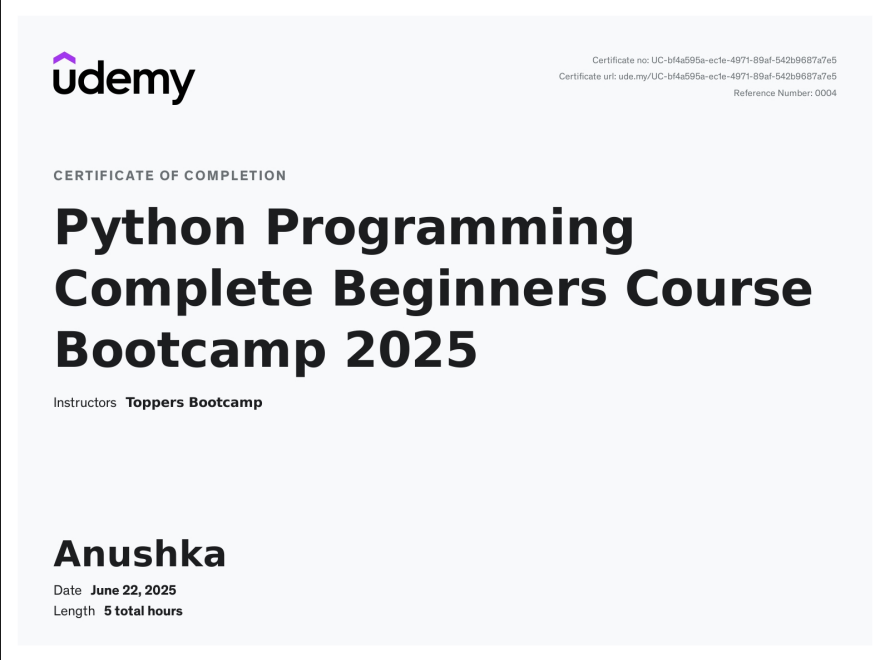 udemy
Certificate no: UC-bf4a595a-ec1e-4971-89af-542b9687a7e5
Certificate url: ude.my/UC-bf4a595a-ec1e-4971-89af-542b9687a7e5
Reference Number: 0004
CERTIFICATE OF COMPLETION
Python Programming
Complete Beginners Course
Bootcamp 2025
Instructors Toppers Bootcamp
Anushka
Date June 22, 2025
Length 5 total hours